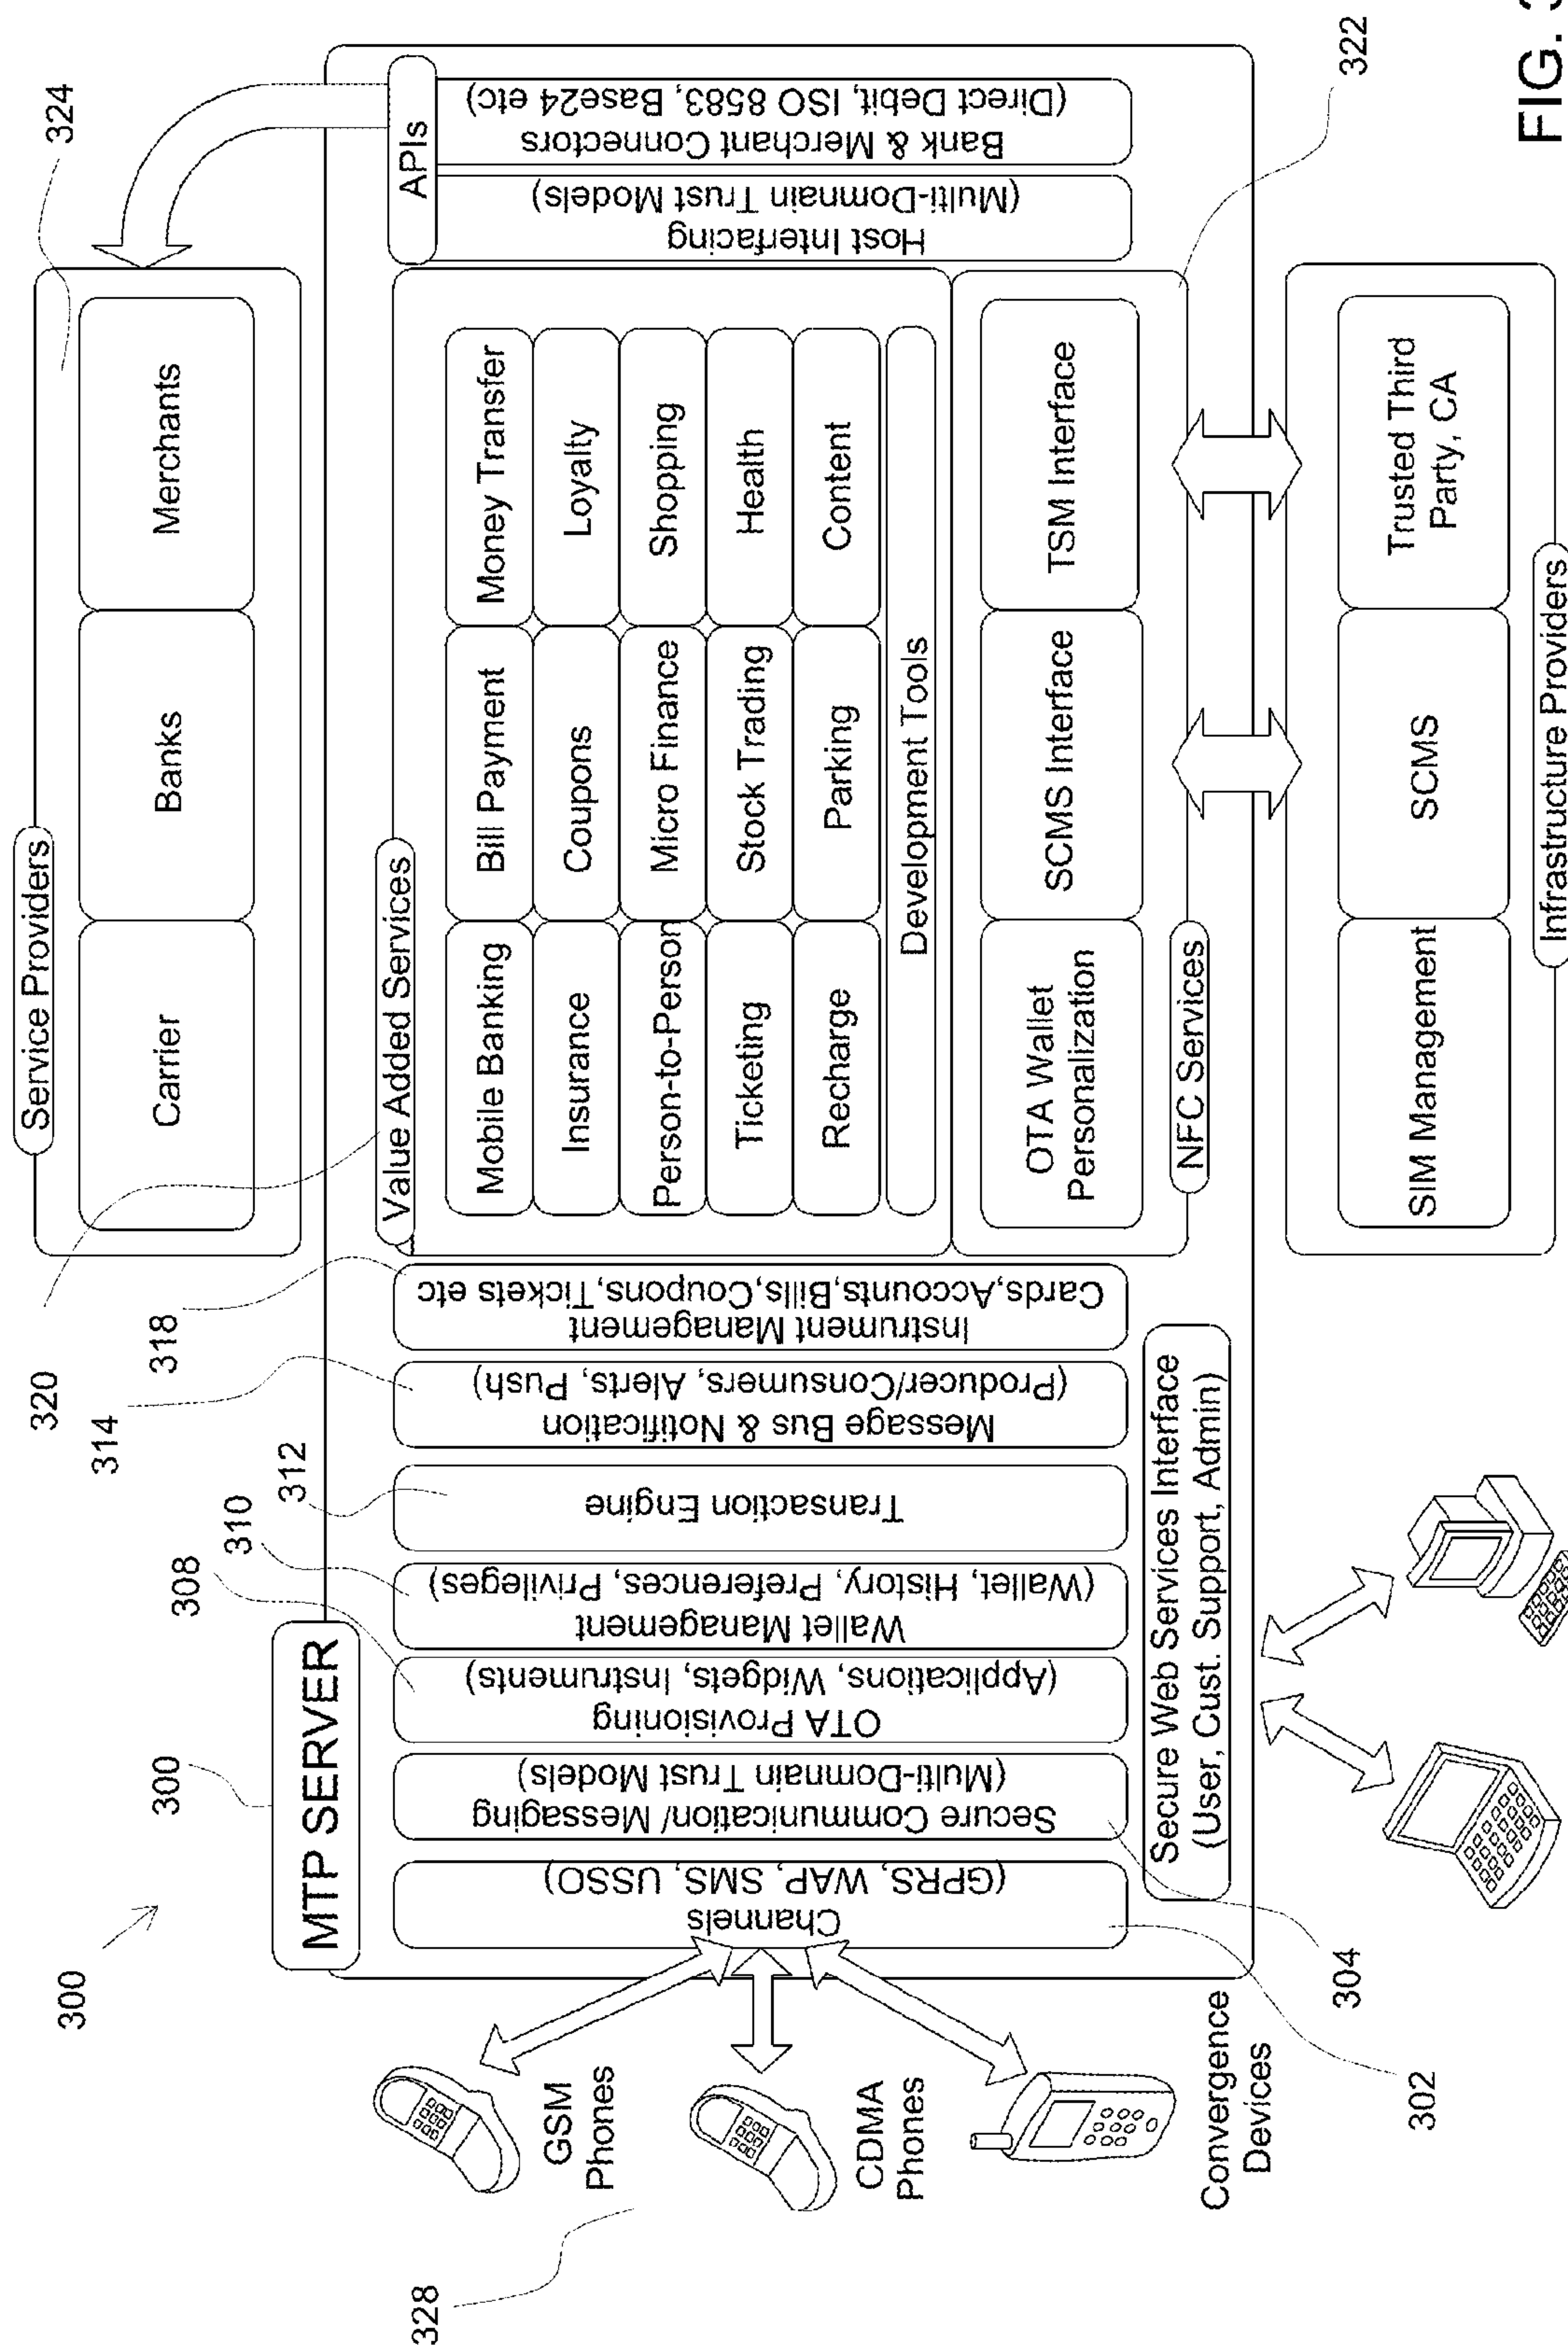 300
MTP SERVER
300
308
310
312
314
318
320
Service Providers
Carrier
Banks
Merchants
324
GSM
Phones
CDMA
Phones
Convergence
Devices
328
Channels
(GPRS, WAP, SMS, USSO)
Secure Communication/ Messaging
(Multi-Domnain Trust Models)
OTA Provisioning
(Applications, Widgets, Instruments)
Wallet Management
(Wallet, History, Preferences, Privileges)
Transaction Engine
Message Bus & Notification
(Producer/Consumers, Alerts, Push)
Instrument Management
Cards,Accounts,Bills,Coupons,Tickets etc
Value Added Services
Mobile Banking
Bill Payment
Money Transfer
Insurance
Coupons
Loyalty
Person-to-Person
Micro Finance
Shopping
Ticketing
Stock Trading
Health
Recharge
Parking
Content
Development Tools
OTA Wallet
Personalization
SCMS Interface
TSM Interface
NFC Services
APIs
Host Interfacing
(Multi-Domnain Trust Models)
Bank & Merchant Connectors
(Direct Debit, ISO 8583, Base24 etc)
Secure Web Services Interface
(User, Cust. Support, Admin)
302
304
322
SIM Management
SCMS
Trusted Third
Party, CA
Infrastructure Providers
FIG.